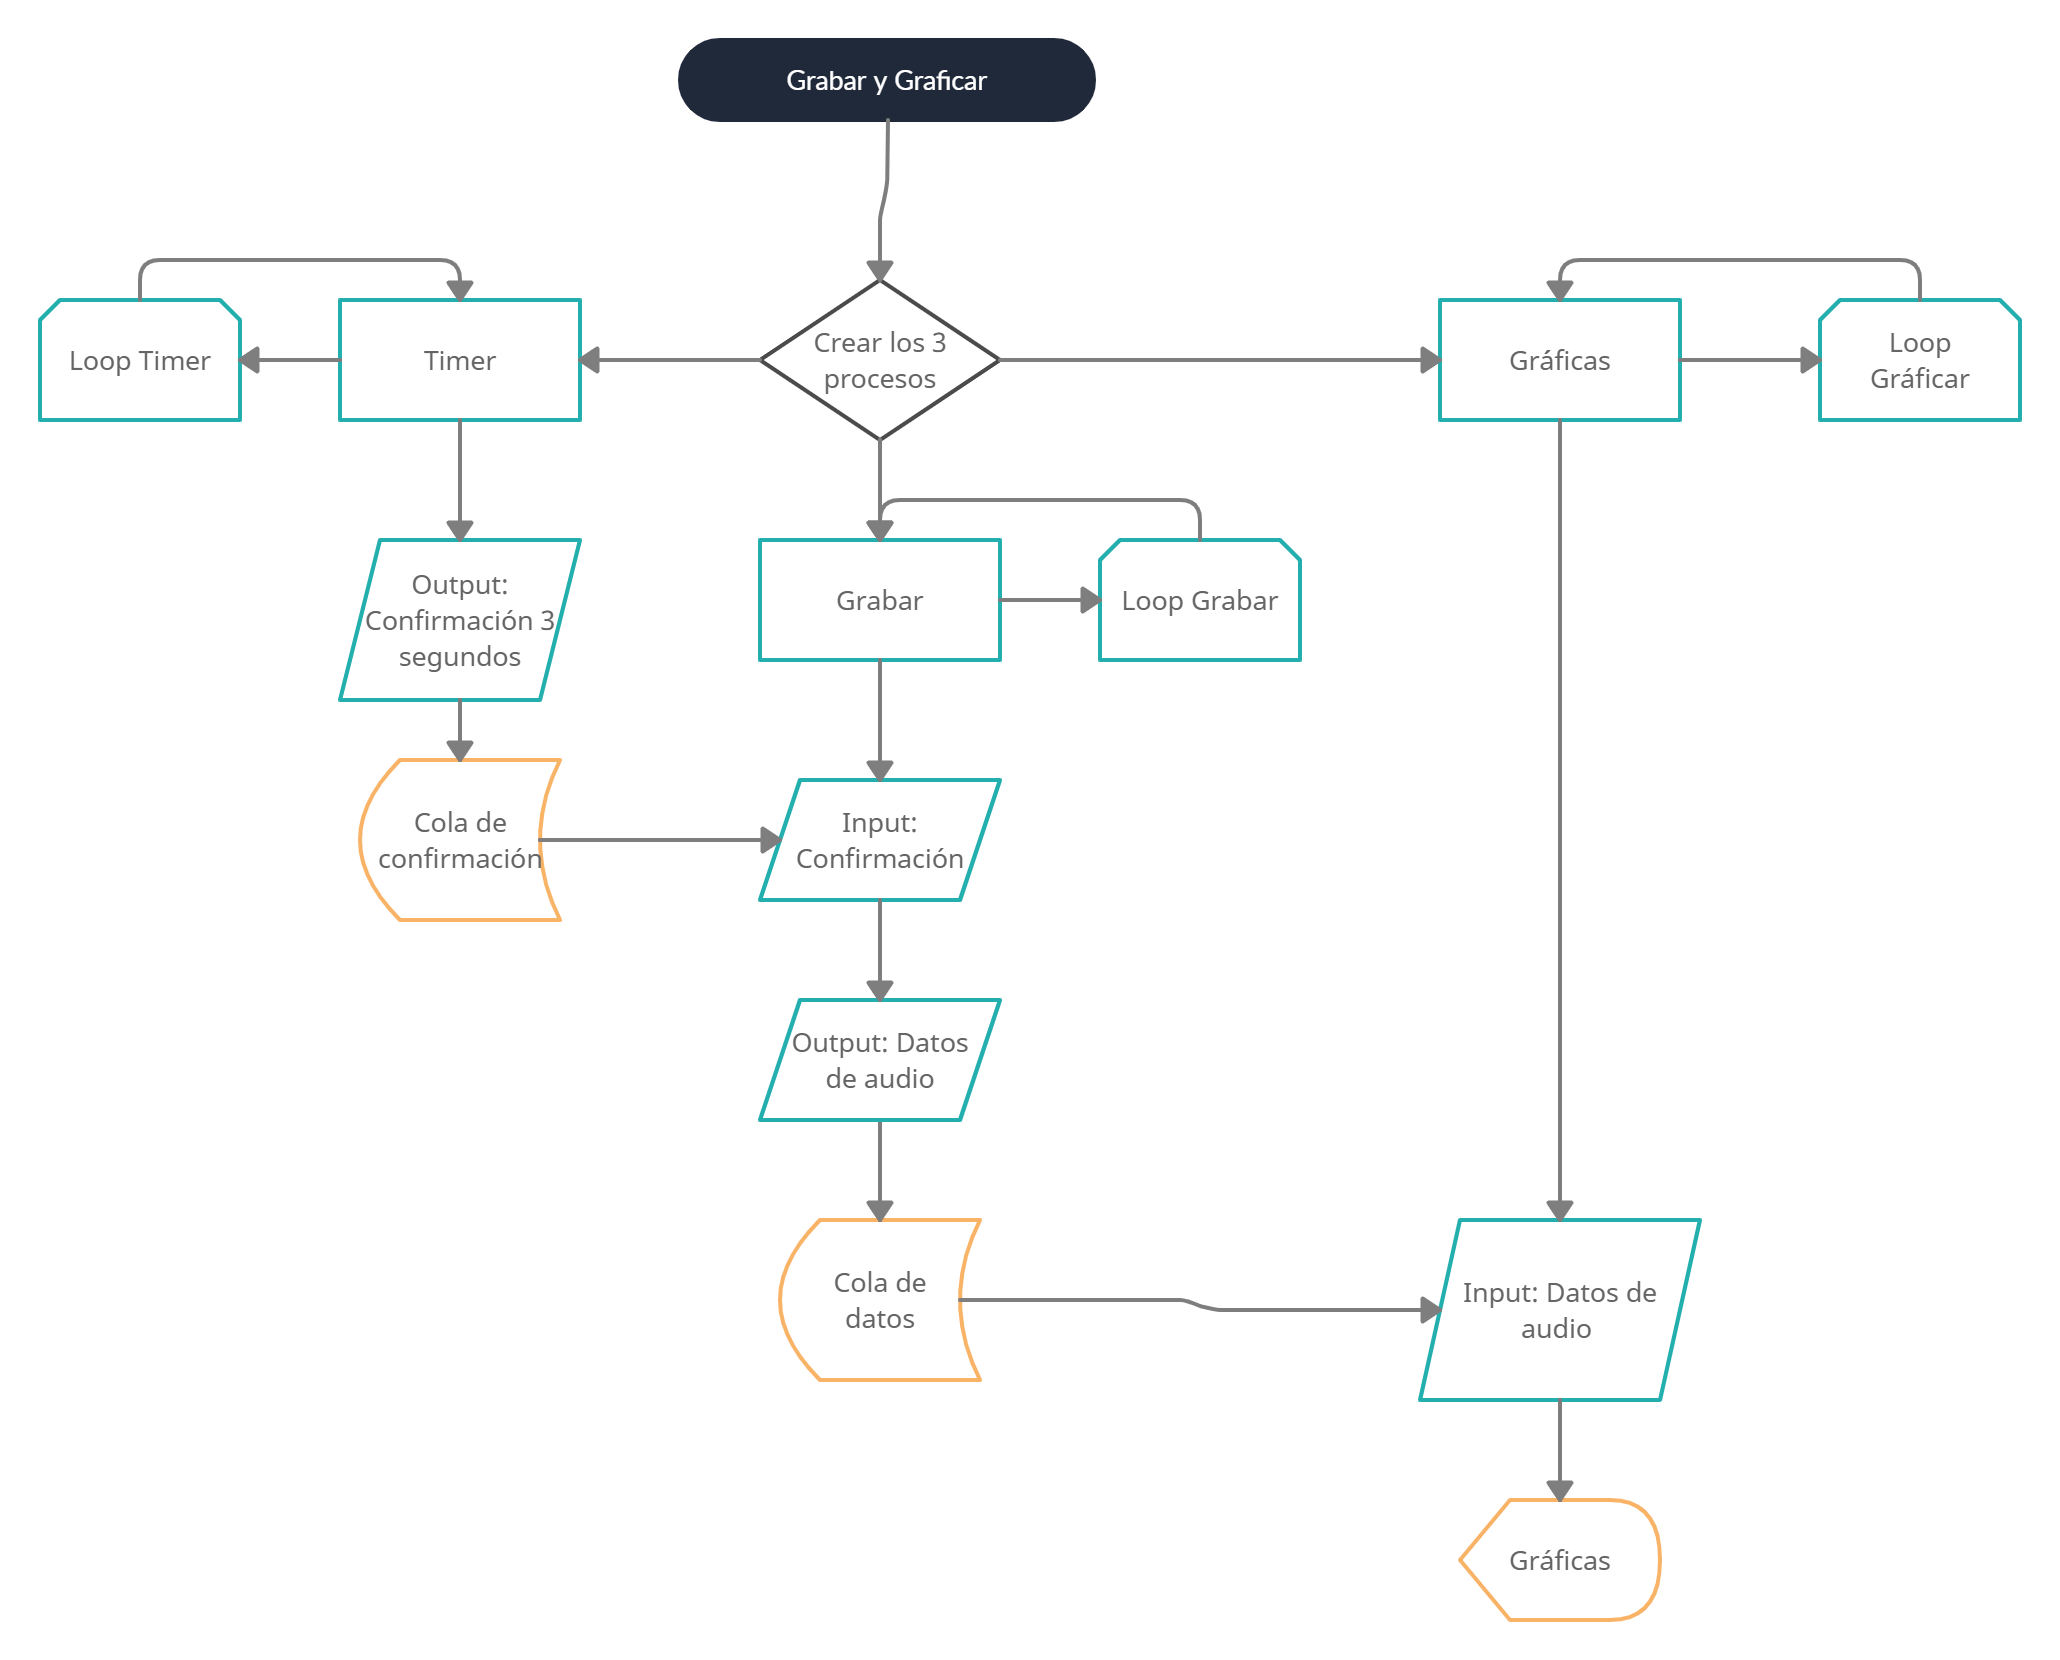 Grabar y Graficar
Loop Timer
Timer
Crear los 3
procesos
Gráficas
Loop
Gráficar
Output:
Confirmación 3
segundos
Grabar
Loop Grabar
Cola de
confirmación
Input:
Confirmación
Output: Datos
de audio
Cola de
datos
Input: Datos de
audio
Gráficas